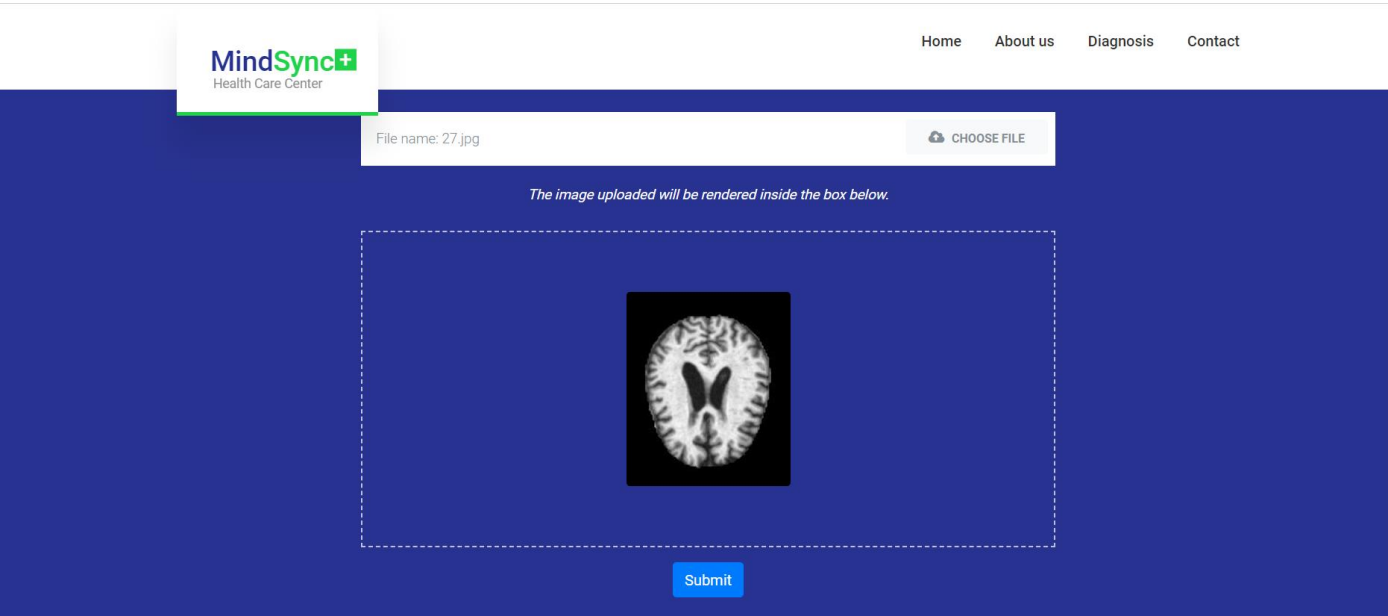 MindSync+
Health Care Center
Home About us Diagnosis Contact
File name: 27.jpg
CHOOSE FILE
The image uploaded will be rendered inside the box below.
Submit